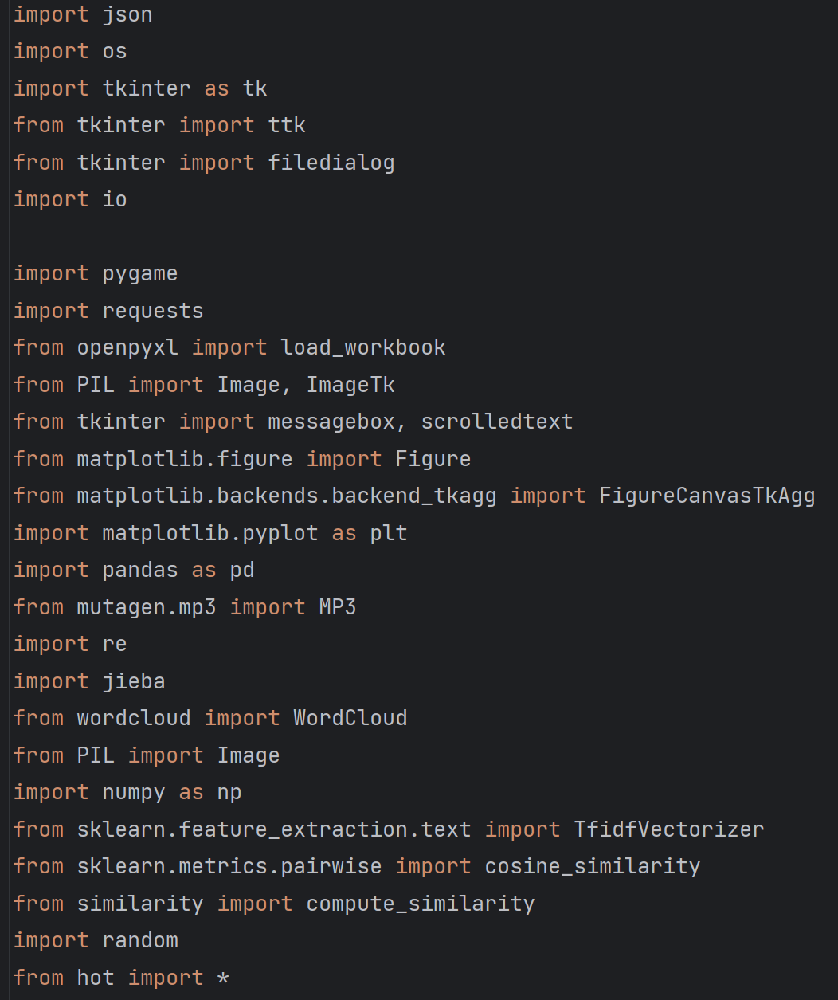 import json
import os
import tkinter as tk
from tkinter import ttk
from tkinter import filedialog
import io
import pygame
import requests
from openpyxl import load_workbook
from PIL import Image, ImageTk
from tkinter import messagebox, scrolledtext
from matplotlib.figure import Figure
from matplotlib.backends.backend_tkagg import FigureCanvasTkAgg
import matplotlib.pyplot as plt
import pandas as pd
from mutagen.mp3 import MP3
import re
import jieba
from wordcloud import WordCloud
from PIL import Image
import numpy as np
from sklearn.feature_extraction.text import TfidfVectorizer
from sklearn.metrics.pairwise import cosine_similarity
from similarity import compute_similarity
import random
from hot import *